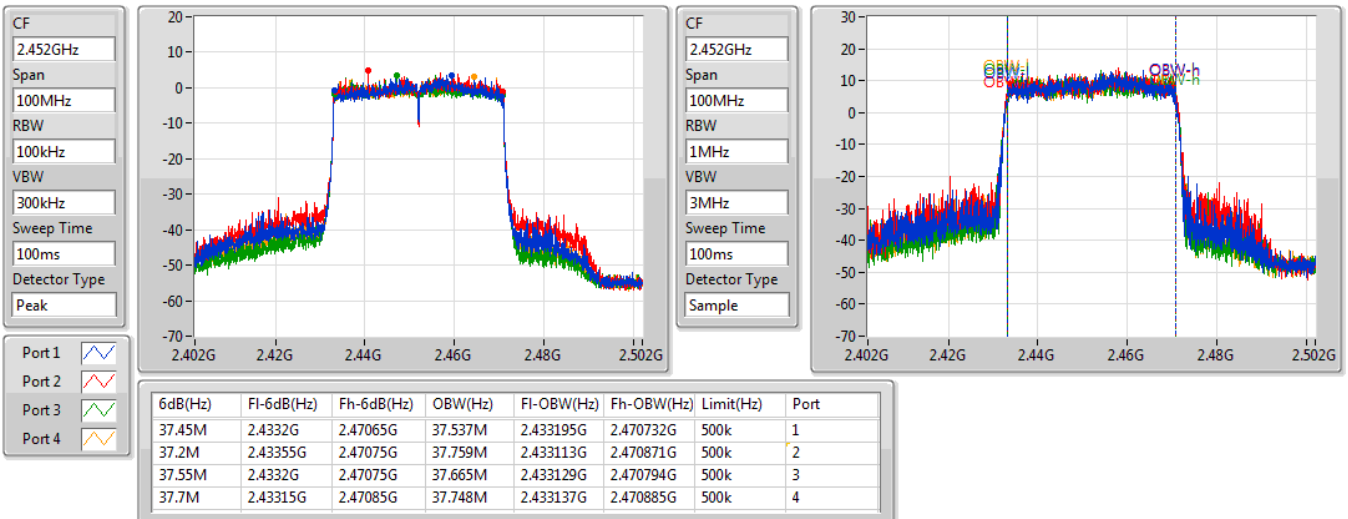 CF
2.452GHz
Span
100MHz
RBW
100kHz
VBW
300kHz
Sweep Time
100ms
Detector Type
Peak
20
10
0
-10
-20
-30
-40
-50
-60
-70
2.402G 2.42G 2.44G 2.46G 2.48G 2.502G
CF
2.452GHz
Span
100MHz
RBW
1MHz
VBW
3MHz
Sweep Time
100ms
Detector Type
Sample
30
20
10
0
-10
-20
-30
-40
-50
-60
-70
OBW-h
2.402G 2.42G 2.44G 2.46G 2.48G 2.502G
Port 1
Port 2
Port 3
Port 4
6dB(Hz) Fl-6dB(Hz) Fh-6dB(Hz) OBW(Hz) Fl-OBW(Hz) Fh-OBW(Hz) Limit(Hz) Port
37.45M 2.4332G 2.47065G 37.537M 2.433195G 2.470732G 500k 1
37.2M 2.43355G 2.47075G 37.759M 2.433113G 2.470871G 500k 2
37.55M 2.4332G 2.47075G 37.665M 2.433129G 2.470794G 500k 3
37.7M 2.43315G 2.47085G 37.748M 2.433137G 2.470885G 500k 4